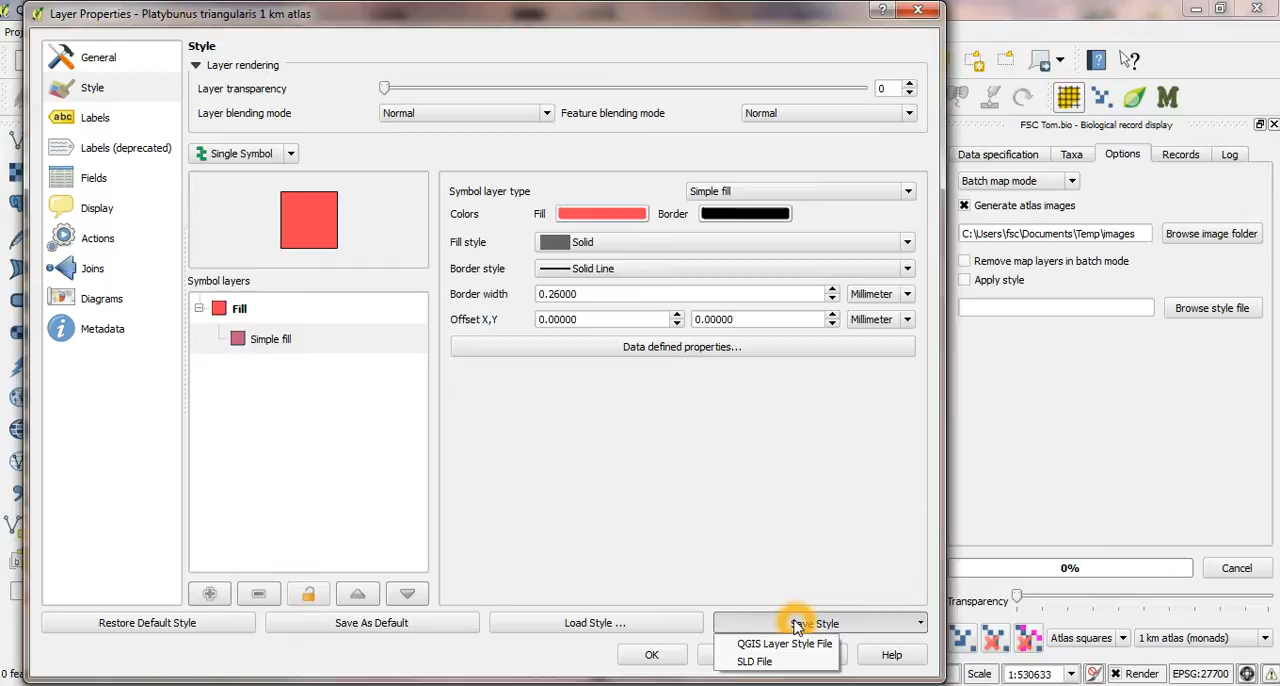 Layer Properties - Platybunus triangularis 1 km atlas
General
Style
Labels
Labels (deprecated)
Fields
Display
Actions
Joins
Diagrams
Metadata
Style
Layer rendering
Layer transparency
0
Layer blending mode
Normal
Feature blending mode
Normal
Single Symbol
Symbol layers
Fill
Simple fill
Symbol layer type
Simple fill
Colors
Fill
Border
Fill style
Solid
Border style
Solid Line
Border width
0.26000
Millimeter
Offset X,Y
0.00000
0.00000
Millimeter
Data defined properties...
Restore Default Style
Save As Default
Load Style ...
Save Style
QGIS Layer Style File
SLD File
OK
Help
FSC Tom.bio - Biological record display
Data specification
Taxa
Options
Records
Log
Batch map mode
Generate atlas images
C:\Users\fsc\Documents\Temp\images
Browse image folder
Remove map layers in batch mode
Apply style
Browse style file
0%
Cancel
Transparency
Atlas squares
1 km atlas (monads)
Scale
1:530633
Render
EPSG:27700